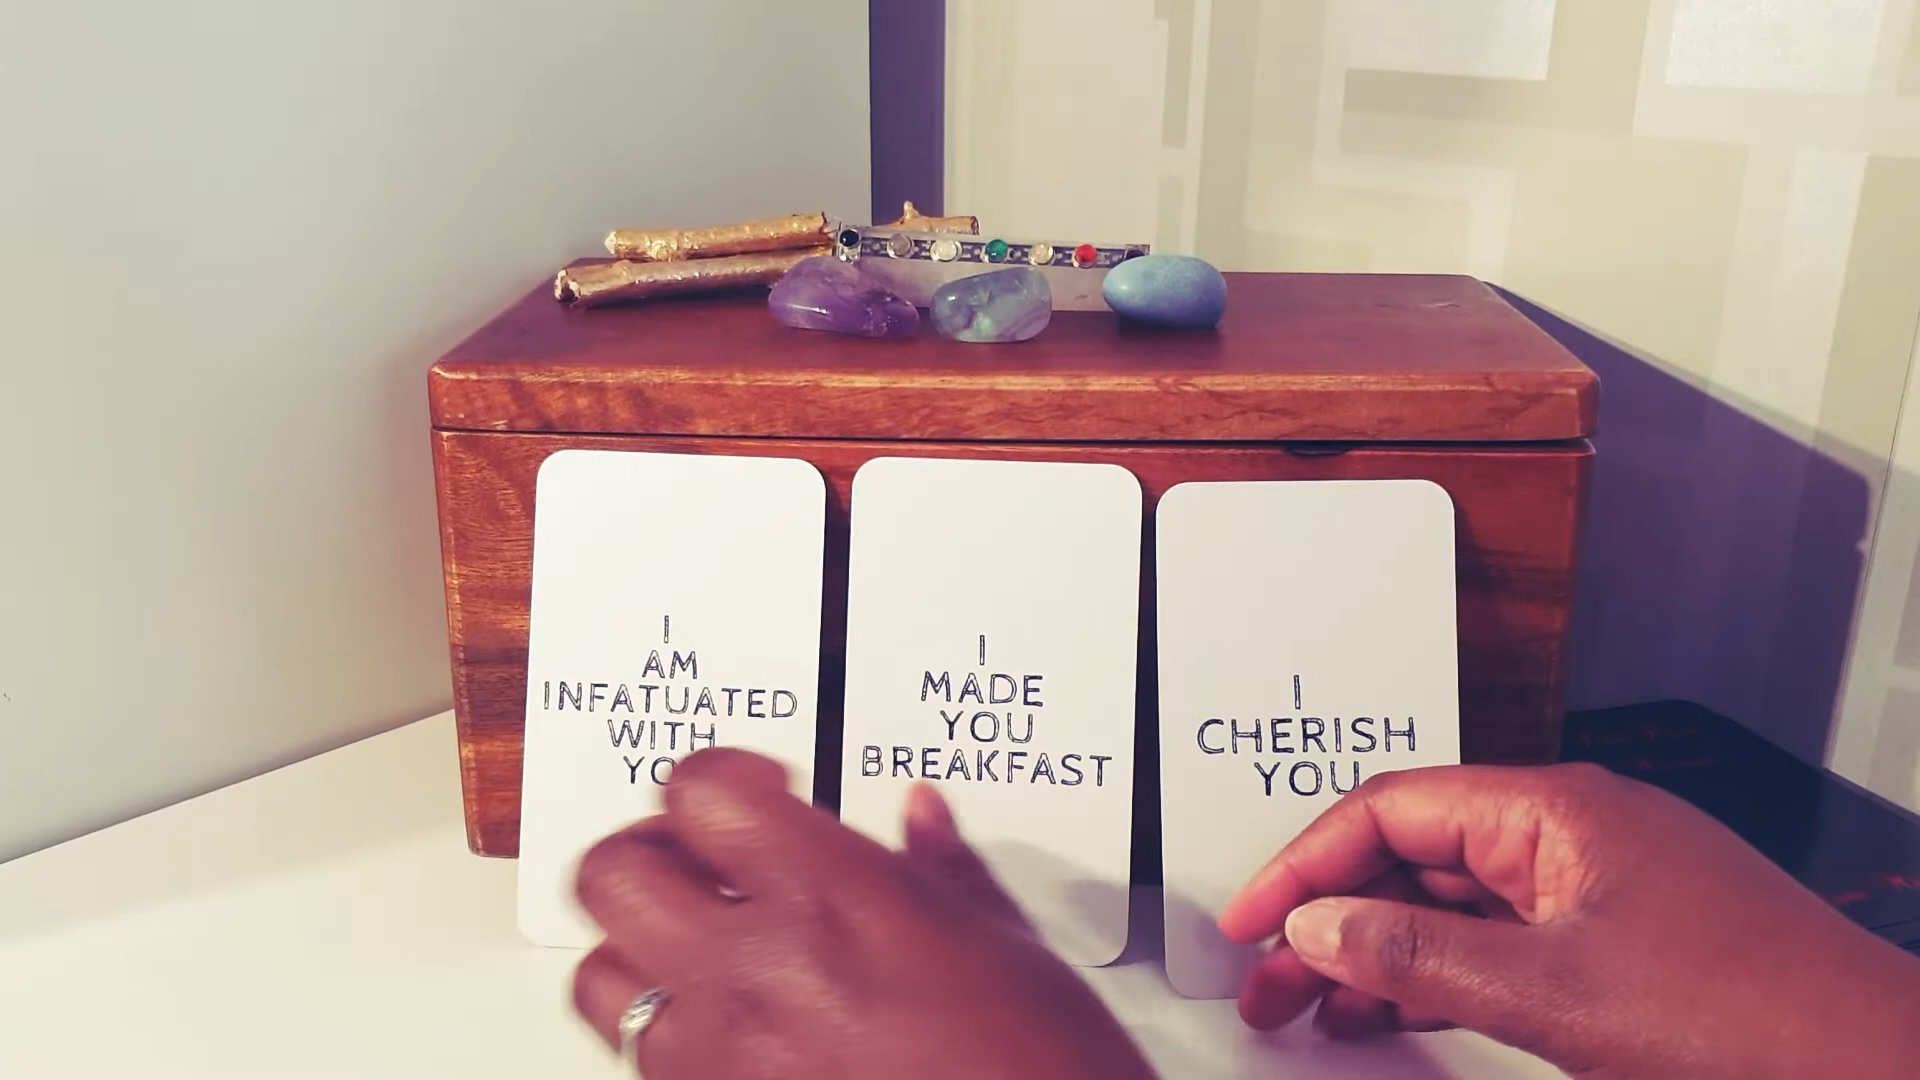 I
AM
INFATUATED
WITH
I
MADE
YOU
BREAKFAST
I
CHERISH
YOU